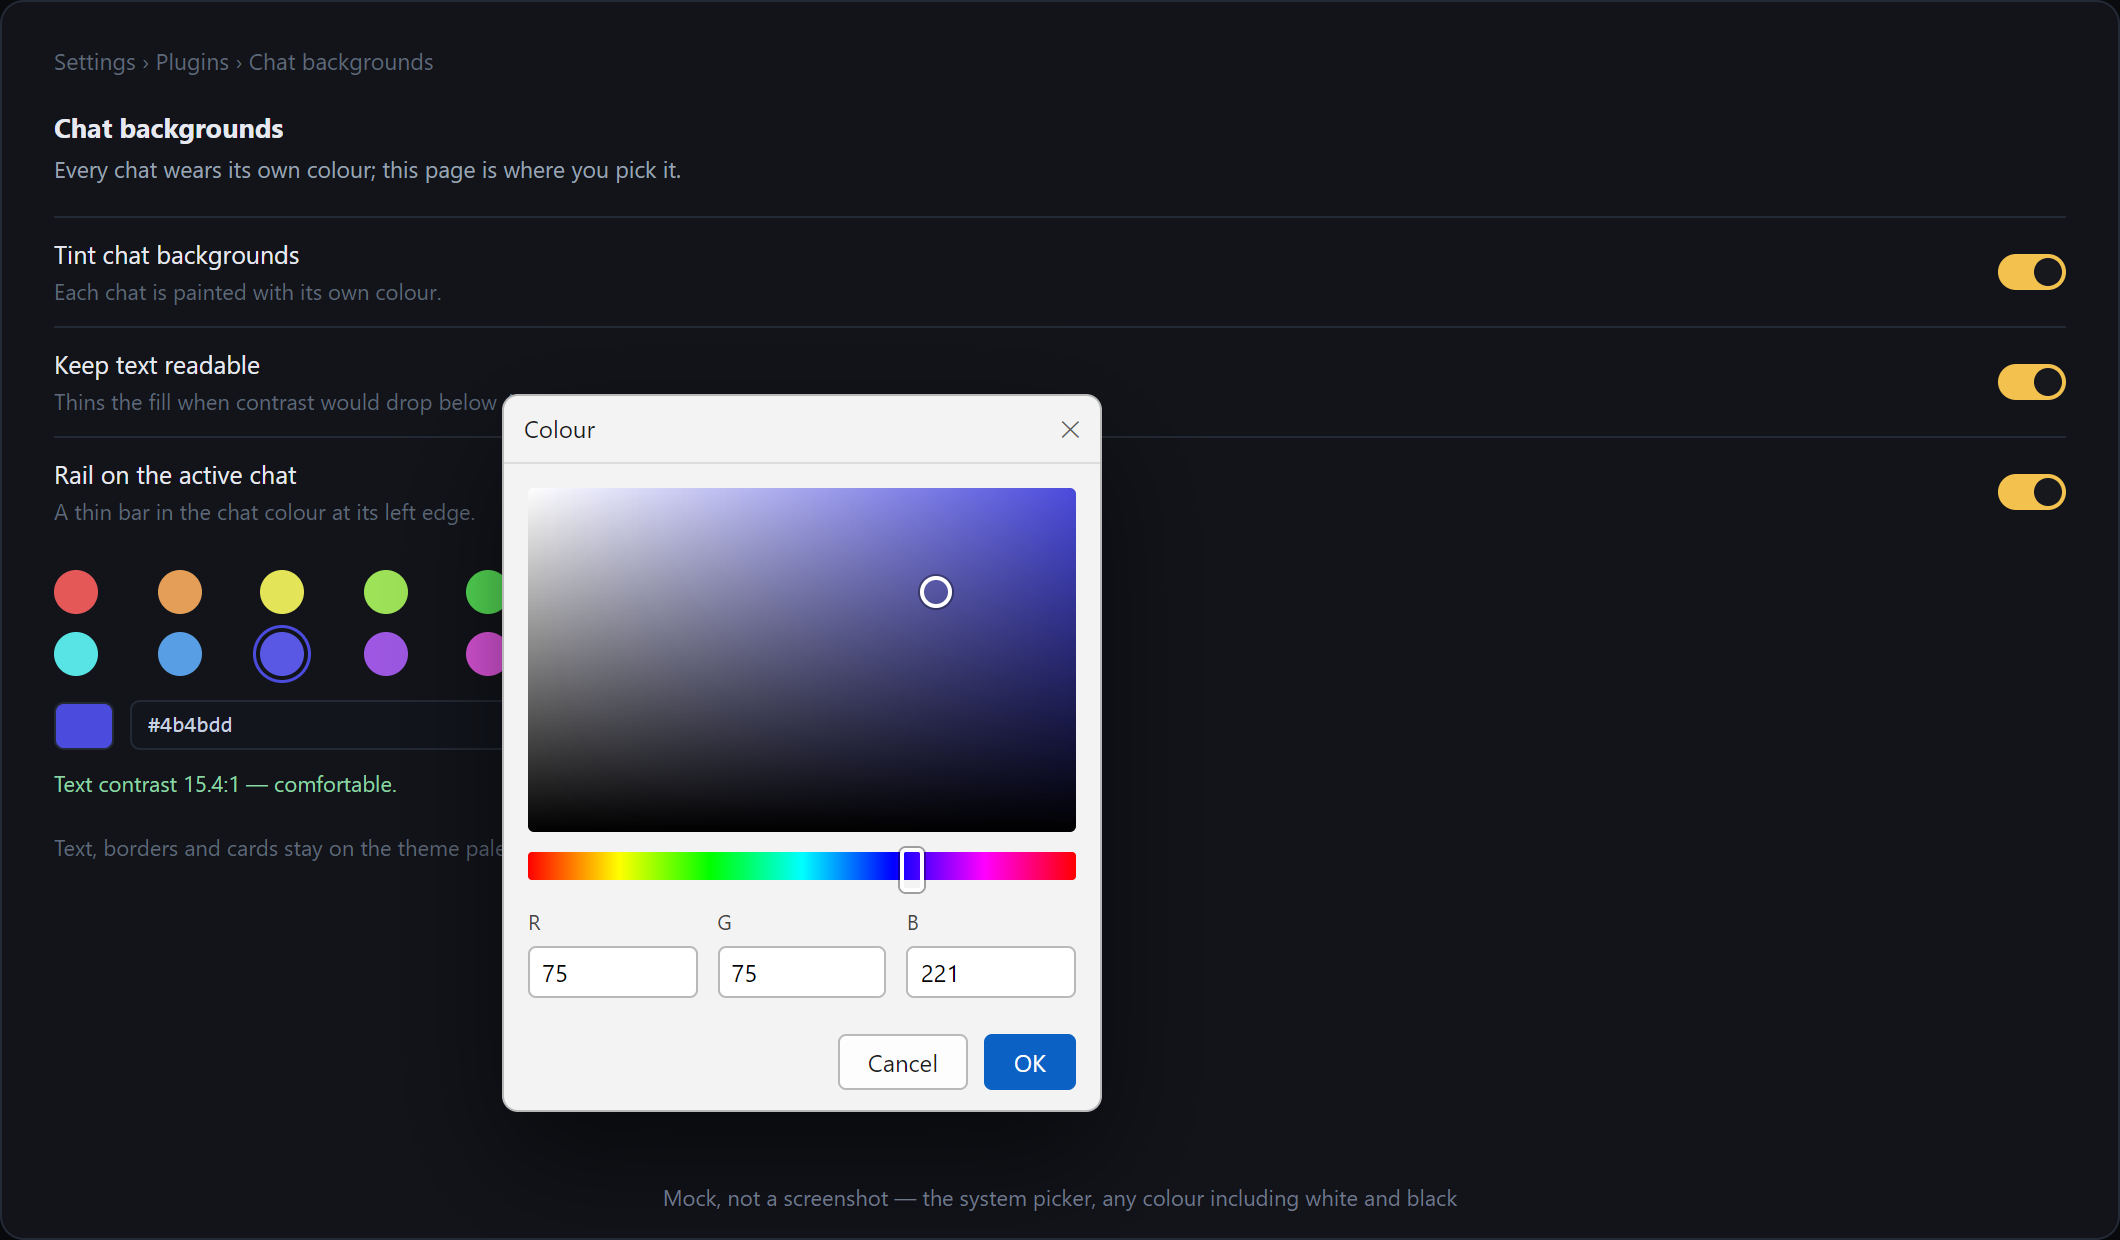 Settings › Plugins › Chat backgrounds
Chat backgrounds
Every chat wears its own colour; this page is where you pick it.
Tint chat backgrounds
Each chat is painted with its own colour.
Keep text readable
Thins the fill when contrast would drop below
Rail on the active chat
A thin bar in the chat colour at its left edge.
#4b4bdd
Text contrast 15.4:1 — comfortable.
Text, borders and cards stay on the theme pale
Colour
R
G
B
75
75
221
Cancel
OK
Mock, not a screenshot — the system picker, any colour including white and black